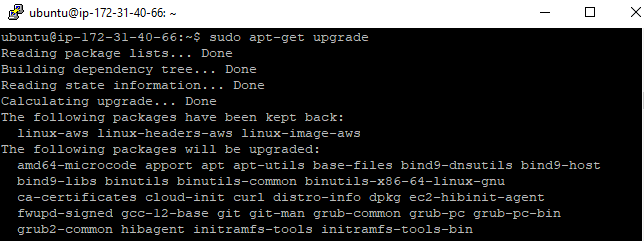 ubuntu@ip-172-31-40-66: ~
ubuntu@ip-172-31-40-66:~$ sudo apt-get upgrade
Reading package lists... Done
Building dependency tree... Done
Reading state information... Done
Calculating upgrade... Done
The following packages have been kept back:
  linux-aws linux-headers-aws linux-image-aws
The following packages will be upgraded:
  amd64-microcode apport apt apt-utils base-files bind9-dnsutils bind9-host
  bind9-libs binutils binutils-common binutils-x86-64-linux-gnu
  ca-certificates cloud-init curl distro-info dpkg ec2-hibinit-agent
  fwupd-signed gcc-12-base git git-man grub-common grub-pc grub-pc-bin
  grub2-common hibagent initramfs-tools initramfs-tools-bin